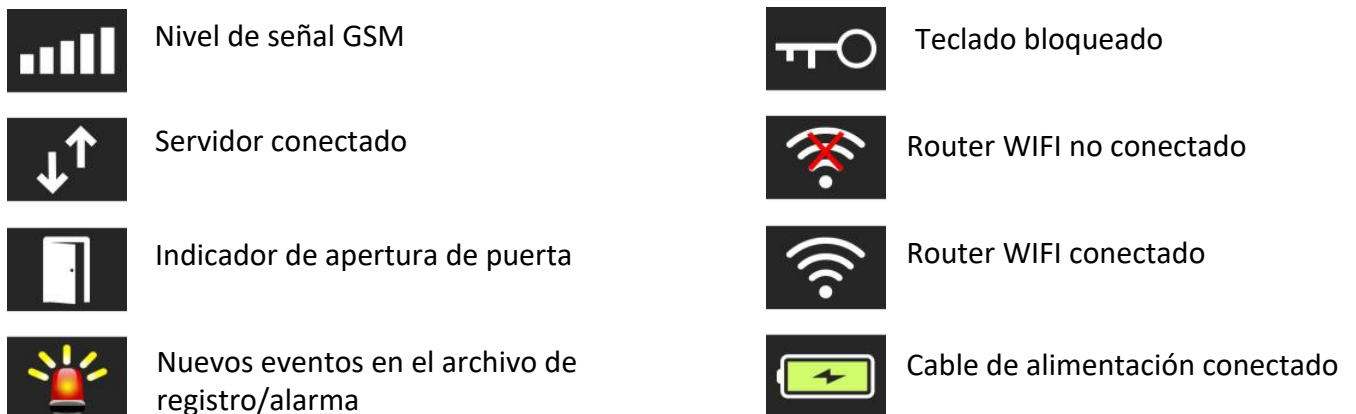 Nivel de señal GSM
Servidor conectado
Indicador de apertura de puerta
Nuevos eventos en el archivo de
registro/alarma
Teclado bloqueado
Router WIFI no conectado
Router WIFI conectado
Cable de alimentación conectado